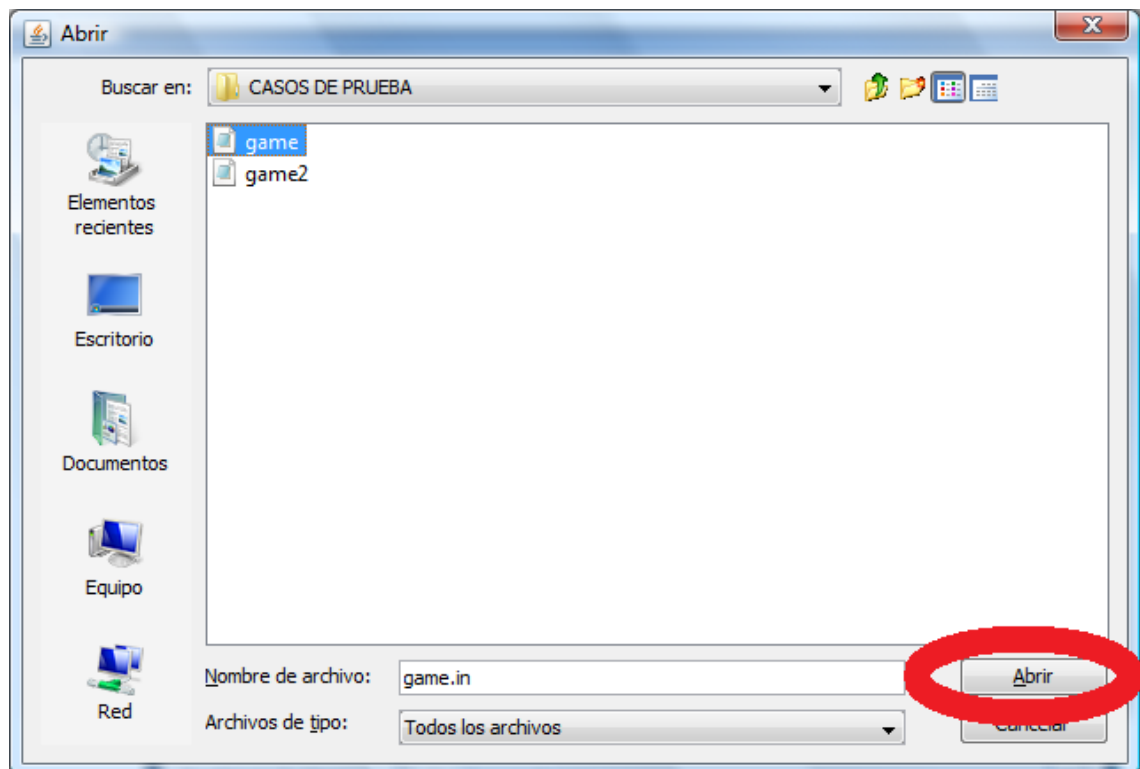 Abrir
Buscar en:
CASOS DE PRUEBA
game
game2
Elementos
recientes
Escritorio
Documentos
Equipo
Red
Nombre de archivo:
game.in
Abrir
Archivos de tipo:
Todos los archivos
Cancelar